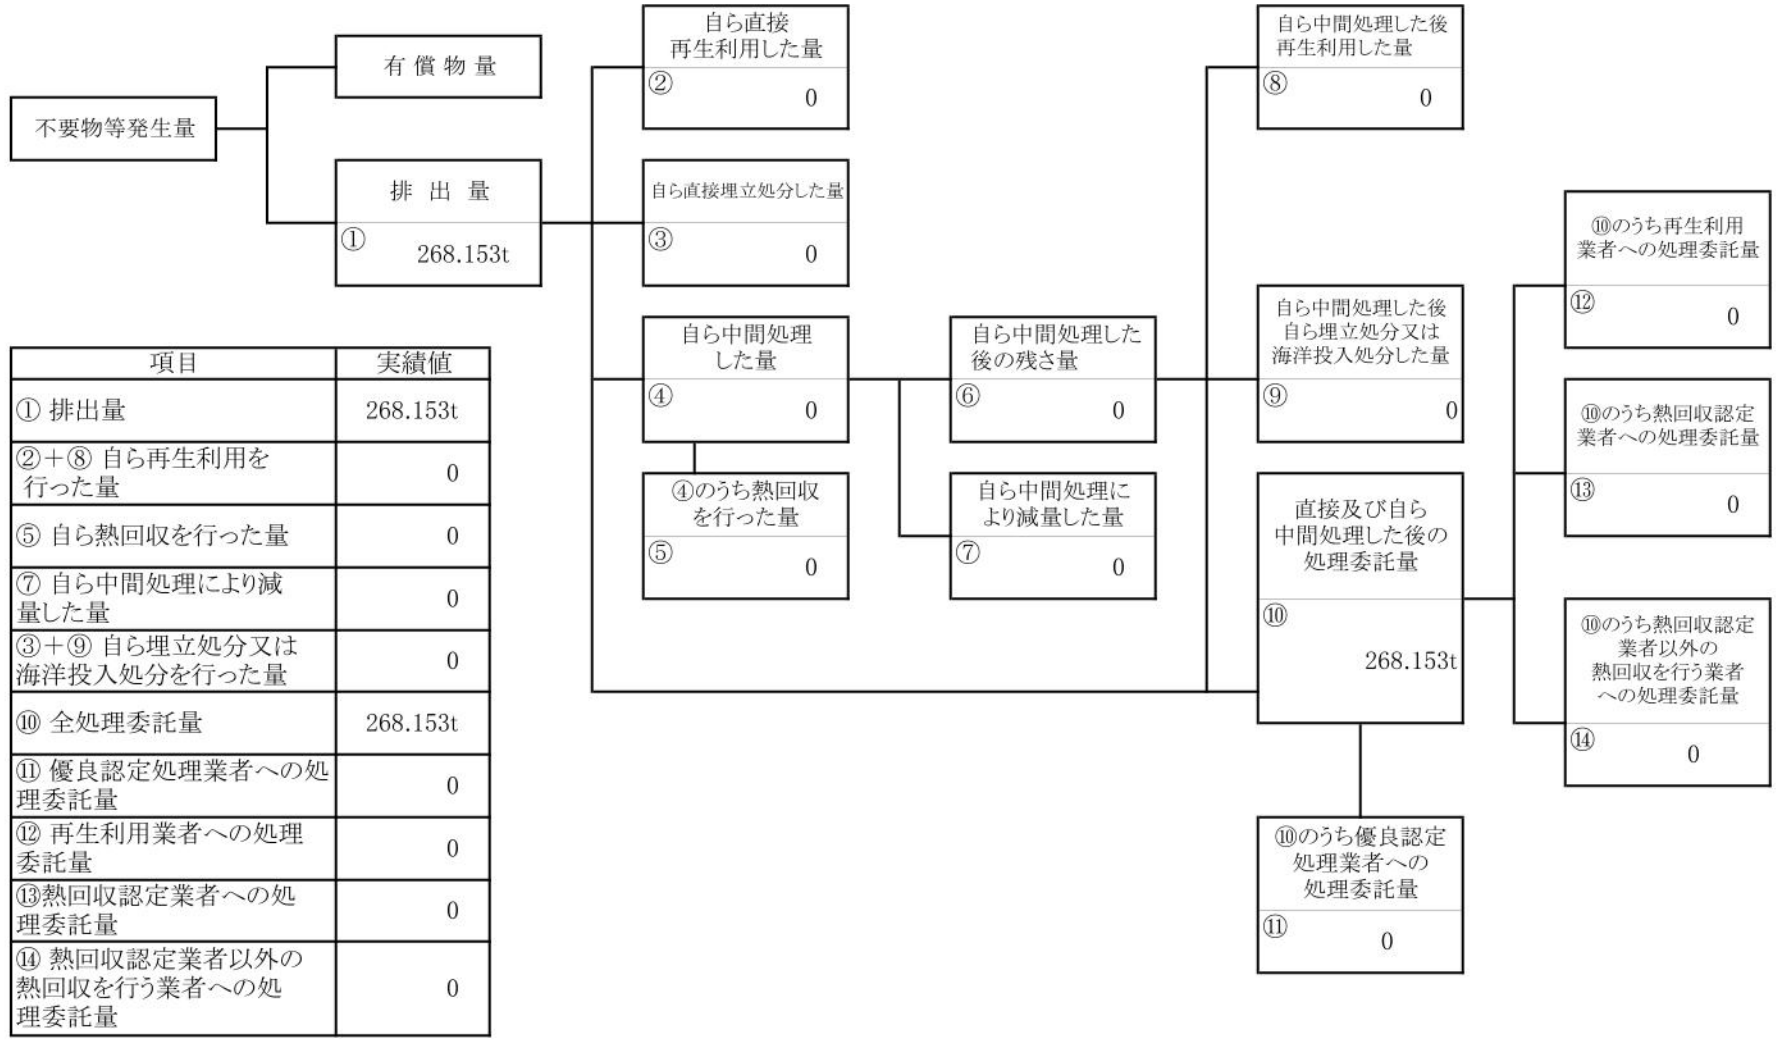 不要物等発生量
有 償 物 量
排 出 量
①
268.153t
自ら直接
再生利用した量
②
0
自ら直接埋立処分した量
③
0
自ら中間処理
した量
④
0
④のうち熱回収
を行った量
⑤
0
自ら中間処理した
後の残さ量
⑥
0
自ら中間処理に
より減量した量
⑦
0
自ら中間処理した後
再生利用した量
⑧
0
自ら中間処理した後
自ら埋立処分又は
海洋投入処分した量
⑨
0
直接及び自ら
中間処理した後の
処理委託量
⑩
268.153t
⑩のうち優良認定
処理業者への
処理委託量
⑪
0
⑩のうち再生利用
業者への処理委託量
⑫
0
⑩のうち熱回収認定
業者への処理委託量
⑬
0
⑩のうち熱回収認定
業者以外の
熱回収を行う業者
への処理委託量
⑭
0
項目 実績値
① 排出量 268.153t
②＋⑧ 自ら再生利用を
行った量
0
⑤ 自ら熱回収を行った量 0
⑦ 自ら中間処理により減
量した量
0
③＋⑨ 自ら埋立処分又は
海洋投入処分を行った量
0
⑩ 全処理委託量 268.153t
⑪ 優良認定処理業者への処
理委託量
0
⑫ 再生利用業者への処理
委託量
0
⑬熱回収認定業者への処
理委託量
0
⑭ 熱回収認定業者以外の
熱回収を行う業者への処
理委託量
0